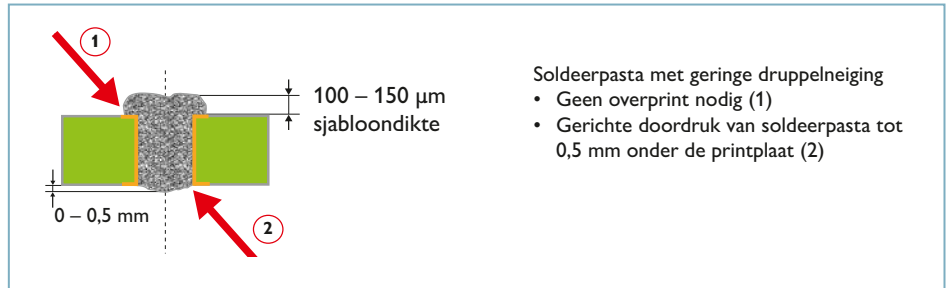 1
100 – 150 µm
sjabloondikte
0 – 0,5 mm
2
Soldeerpasta met geringe druppelneiging
• Geen overprint nodig (1)
• Gerichte doordruk van soldeerpasta tot
0,5 mm onder de printplaat (2)